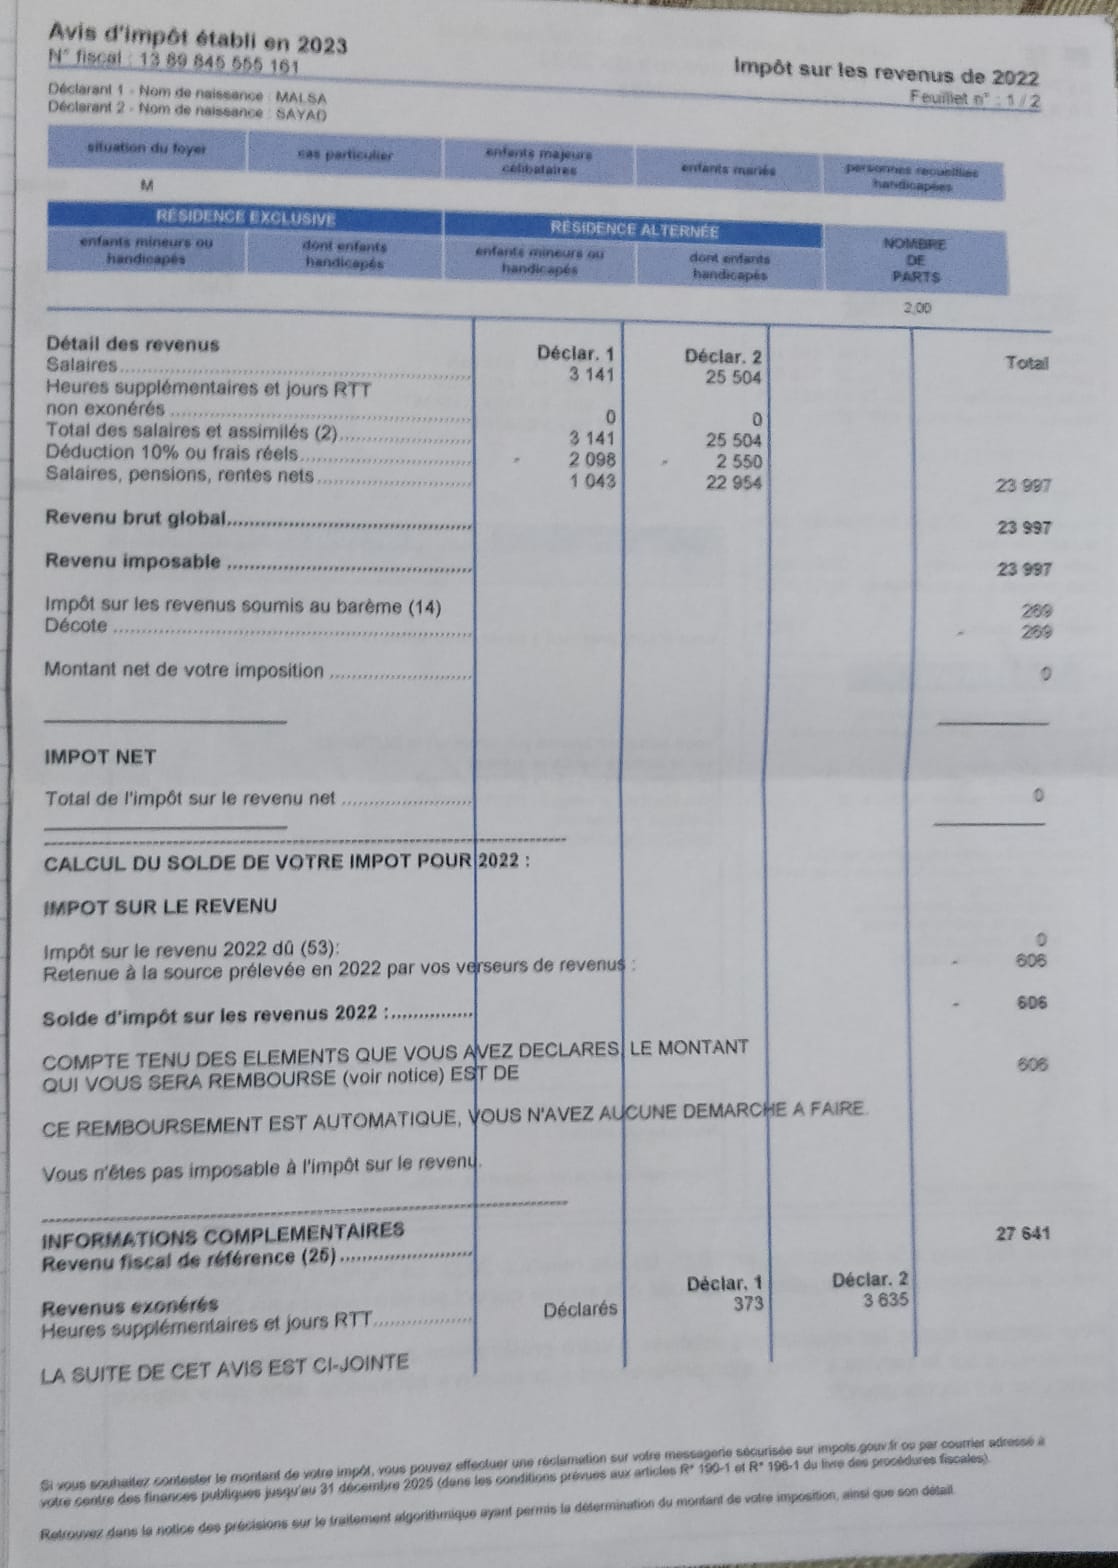 Avis d'impôt établi en 2023
N° fiscal : 13 89 845 555 161
Impôt sur les revenus de 2022
Feuillet n° : 1 / 2
Déclarant 1 - Nom de naissance : MALSA
Déclarant 2 - Nom de naissance : SAYAD
situation du foyer cas particulier enfants majeurs célibataires enfants mariés personnes recueillies handicapées
M
RÉSIDENCE EXCLUSIVE RÉSIDENCE ALTERNÉE NOMBRE DE PARTS
enfants mineurs ou handicapés dont enfants handicapés enfants mineurs ou handicapés dont enfants handicapés
2,00
Détail des revenus Déclar. 1 Déclar. 2 Total
Salaires 3 141 25 504
Heures supplémentaires et jours RTT
non exonérés 0 0
Total des salaires et assimilés (2) 3 141 25 504
Déduction 10% ou frais réels - 2 098 - 2 550
Salaires, pensions, rentes nets 1 043 22 954 23 997
Revenu brut global 23 997
Revenu imposable 23 997
Impôt sur les revenus soumis au barème (14) 269
Décote - 269
Montant net de votre imposition 0
IMPOT NET
Total de l'impôt sur le revenu net 0
CALCUL DU SOLDE DE VOTRE IMPOT POUR 2022 :
IMPOT SUR LE REVENU
Impôt sur le revenu 2022 dû (53): 0
Retenue à la source prélevée en 2022 par vos verseurs de revenus : - 606
Solde d'impôt sur les revenus 2022 : - 606
COMPTE TENU DES ELEMENTS QUE VOUS AVEZ DECLARES, LE MONTANT
QUI VOUS SERA REMBOURSE (voir notice) EST DE 606
CE REMBOURSEMENT EST AUTOMATIQUE, VOUS N'AVEZ AUCUNE DEMARCHE A FAIRE.
Vous n'êtes pas imposable à l'impôt sur le revenu.
INFORMATIONS COMPLEMENTAIRES
Revenu fiscal de référence (25) 27 641
Revenus exonérés Déclar. 1 Déclar. 2
Heures supplémentaires et jours RTT Déclarés 373 3 635
LA SUITE DE CET AVIS EST CI-JOINTE
Si vous souhaitez contester le montant de votre impôt, vous pouvez effectuer une réclamation sur votre messagerie sécurisée sur impots.gouv.fr ou par courrier adressé à
votre centre des finances publiques jusqu'au 31 décembre 2025 (dans les conditions prévues aux articles R* 190-1 et R* 196-1 du livre des procédures fiscales).
Retrouvez dans la notice des précisions sur le traitement algorithmique ayant permis la détermination du montant de votre imposition, ainsi que son détail.